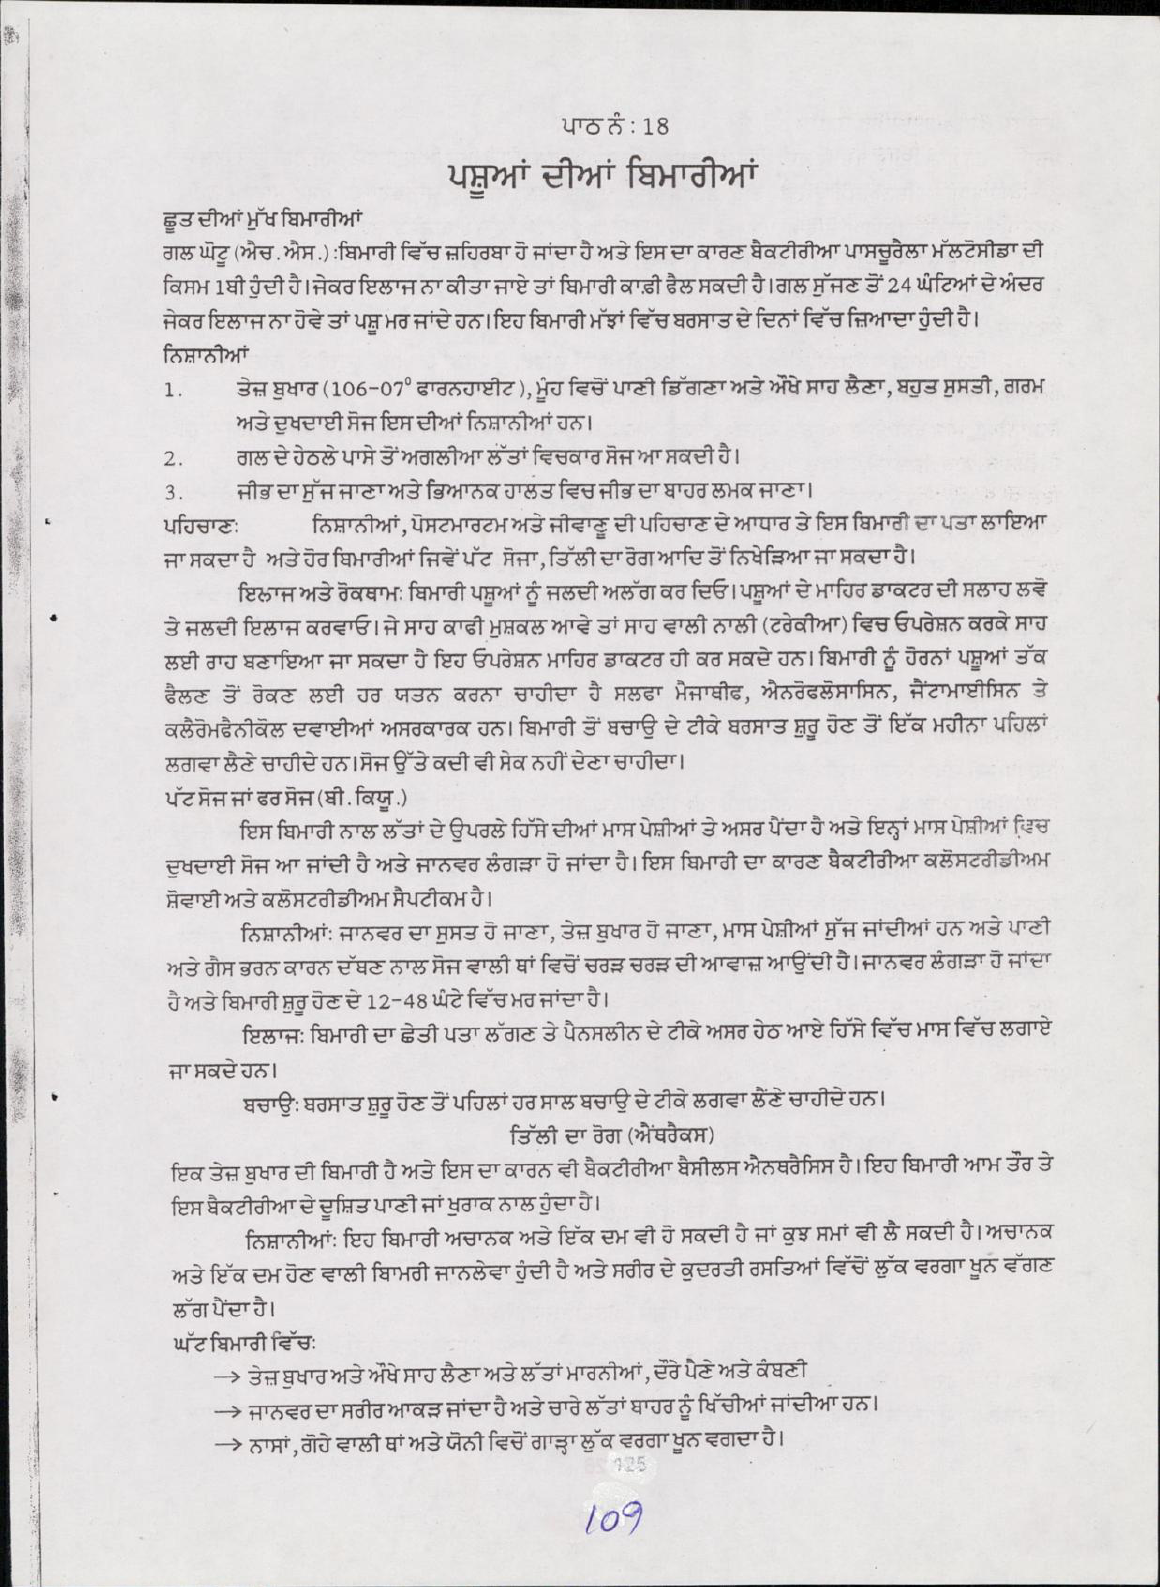 ਪਾਠ ਨੰ : 18
ਪਸ਼ੂਆਂ ਦੀਆਂ ਬਿਮਾਰੀਆਂ
ਛੂਤ ਦੀਆਂ ਮੁੱਖ ਬਿਮਾਰੀਆਂ
ਗਲ ਘੋਟੂ (ਐਚ.ਐਸ.) :ਬਿਮਾਰੀ ਵਿੱਚ ਜ਼ਹਿਰਬਾ ਹੋ ਜਾਂਦਾ ਹੈ ਅਤੇ ਇਸ ਦਾ ਕਾਰਣ ਬੈਕਟੀਰੀਆ ਪਾਸਚੂਰੈਲਾ ਮੱਲਟੋਸੀਡਾ ਦੀ
ਕਿਸਮ 1ਬੀ ਹੁੰਦੀ ਹੈ।ਜੇਕਰ ਇਲਾਜ ਨਾ ਕੀਤਾ ਜਾਏ ਤਾਂ ਬਿਮਾਰੀ ਕਾਫ਼ੀ ਫੈਲ ਸਕਦੀ ਹੈ।ਗਲ ਸੁੱਜਣ ਤੋਂ 24 ਘੰਟਿਆਂ ਦੇ ਅੰਦਰ
ਜੇਕਰ ਇਲਾਜ ਨਾ ਹੋਵੇ ਤਾਂ ਪਸ਼ੂ ਮਰ ਜਾਂਦੇ ਹਨ।ਇਹ ਬਿਮਾਰੀ ਮੱਝਾਂ ਵਿੱਚ ਬਰਸਾਤ ਦੇ ਦਿਨਾਂ ਵਿੱਚ ਜ਼ਿਆਦਾ ਹੁੰਦੀ ਹੈ।
ਨਿਸ਼ਾਨੀਆਂ
1. ਤੇਜ਼ ਬੁਖਾਰ (106-07⁰ ਫਾਰਨਹਾਈਟ ),ਮੂੰਹ ਵਿਚੋਂ ਪਾਣੀ ਡਿੱਗਣਾ ਅਤੇ ਔਖੇ ਸਾਹ ਲੈਣਾ, ਬਹੁਤ ਸੁਸਤੀ, ਗਰਮ
ਅਤੇ ਦੁਖਦਾਈ ਸੋਜ ਇਸ ਦੀਆਂ ਨਿਸ਼ਾਨੀਆਂ ਹਨ।
2. ਗਲ ਦੇ ਹੇਠਲੇ ਪਾਸੇ ਤੋਂ ਅਗਲੀਆ ਲੱਤਾਂ ਵਿਚਕਾਰ ਸੋਜ ਆ ਸਕਦੀ ਹੈ।
3. ਜੀਭ ਦਾ ਸੁੱਜ ਜਾਣਾ ਅਤੇ ਭਿਆਨਕ ਹਾਲਤ ਵਿਚ ਜੀਭ ਦਾ ਬਾਹਰ ਲਮਕ ਜਾਣਾ।
ਪਹਿਚਾਣ: ਨਿਸ਼ਾਨੀਆਂ, ਪੋਸਟਮਾਰਟਮ ਅਤੇ ਜੀਵਾਣੂ ਦੀ ਪਹਿਚਾਣ ਦੇ ਆਧਾਰ ਤੇ ਇਸ ਬਿਮਾਰੀ ਦਾ ਪਤਾ ਲਾਇਆ
ਜਾ ਸਕਦਾ ਹੈ ਅਤੇ ਹੋਰ ਬਿਮਾਰੀਆਂ ਜਿਵੇਂ ਪੱਟ ਸੋਜਾ, ਤਿੱਲੀ ਦਾ ਰੋਗ ਆਦਿ ਤੋਂ ਨਿਖੇੜਿਆ ਜਾ ਸਕਦਾ ਹੈ।
ਇਲਾਜ ਅਤੇ ਰੋਕਥਾਮ: ਬਿਮਾਰੀ ਪਸ਼ੂਆਂ ਨੂੰ ਜਲਦੀ ਅਲੱਗ ਕਰ ਦਿਓ।ਪਸ਼ੂਆਂ ਦੇ ਮਾਹਿਰ ਡਾਕਟਰ ਦੀ ਸਲਾਹ ਲਵੋ
ਤੇ ਜਲਦੀ ਇਲਾਜ ਕਰਵਾਓ।ਜੇ ਸਾਹ ਕਾਫੀ ਮੁਸ਼ਕਲ ਆਵੇ ਤਾਂ ਸਾਹ ਵਾਲੀ ਨਾਲੀ (ਟਰੇਕੀਆ) ਵਿਚ ਓਪਰੇਸ਼ਨ ਕਰਕੇ ਸਾਹ
ਲਈ ਰਾਹ ਬਣਾਇਆ ਜਾ ਸਕਦਾ ਹੈ ਇਹ ਓਪਰੇਸ਼ਨ ਮਾਹਿਰ ਡਾਕਟਰ ਹੀ ਕਰ ਸਕਦੇ ਹਨ।ਬਿਮਾਰੀ ਨੂੰ ਹੋਰਨਾਂ ਪਸ਼ੂਆਂ ਤੱਕ
ਫੈਲਣ ਤੋਂ ਰੋਕਣ ਲਈ ਹਰ ਯਤਨ ਕਰਨਾ ਚਾਹੀਦਾ ਹੈ ਸਲਫਾ ਮੈਜਾਥੀਫ, ਐਨਰੋਫਲੋਸਾਸਿਨ, ਜੈਂਟਾਮਾਈਸਿਨ ਤੇ
ਕਲੈਰੋਮਫੈਨੀਕੋਲ ਦਵਾਈਆਂ ਅਸਰਕਾਰਕ ਹਨ। ਬਿਮਾਰੀ ਤੋਂ ਬਚਾਉ ਦੇ ਟੀਕੇ ਬਰਸਾਤ ਸ਼ੁਰੂ ਹੋਣ ਤੋਂ ਇੱਕ ਮਹੀਨਾ ਪਹਿਲਾਂ
ਲਗਵਾ ਲੈਣੇ ਚਾਹੀਦੇ ਹਨ।ਸੋਜ ਉੱਤੇ ਕਦੀ ਵੀ ਸੇਕ ਨਹੀਂ ਦੇਣਾ ਚਾਹੀਦਾ।
ਪੱਟ ਸੋਜ ਜਾਂ ਫਰ ਸੋਜ (ਬੀ.ਕਿਯੂ.)
ਇਸ ਬਿਮਾਰੀ ਨਾਲ ਲੱਤਾਂ ਦੇ ਉਪਰਲੇ ਹਿੱਸੇ ਦੀਆਂ ਮਾਸ ਪੇਸ਼ੀਆਂ ਤੇ ਅਸਰ ਪੈਂਦਾ ਹੈ ਅਤੇ ਇਨ੍ਹਾਂ ਮਾਸ ਪੇਸ਼ੀਆਂ ਵਿਚ
ਦੁਖਦਾਈ ਸੋਜ ਆ ਜਾਂਦੀ ਹੈ ਅਤੇ ਜਾਨਵਰ ਲੰਗੜਾ ਹੋ ਜਾਂਦਾ ਹੈ। ਇਸ ਬਿਮਾਰੀ ਦਾ ਕਾਰਣ ਬੈਕਟੀਰੀਆ ਕਲੋਸਟਰੀਡੀਅਮ
ਸ਼ੋਵਾਈ ਅਤੇ ਕਲੋਸਟਰੀਡੀਅਮ ਸੈਪਟੀਕਮ ਹੈ।
ਨਿਸ਼ਾਨੀਆਂ: ਜਾਨਵਰ ਦਾ ਸੁਸਤ ਹੋ ਜਾਣਾ, ਤੇਜ਼ ਬੁਖਾਰ ਹੋ ਜਾਣਾ, ਮਾਸ ਪੇਸ਼ੀਆਂ ਸੁੱਜ ਜਾਂਦੀਆਂ ਹਨ ਅਤੇ ਪਾਣੀ
ਅਤੇ ਗੈਸ ਭਰਨ ਕਾਰਨ ਦੱਬਣ ਨਾਲ ਸੋਜ ਵਾਲੀ ਥਾਂ ਵਿਚੋਂ ਚਰੜ ਚਰੜ ਦੀ ਆਵਾਜ਼ ਆਉਂਦੀ ਹੈ।ਜਾਨਵਰ ਲੰਗੜਾ ਹੋ ਜਾਂਦਾ
ਹੈ ਅਤੇ ਬਿਮਾਰੀ ਸ਼ੁਰੂ ਹੋਣ ਦੇ 12-48 ਘੰਟੇ ਵਿੱਚ ਮਰ ਜਾਂਦਾ ਹੈ।
ਇਲਾਜ: ਬਿਮਾਰੀ ਦਾ ਛੇਤੀ ਪਤਾ ਲੱਗਣ ਤੇ ਪੈਨਸਲੀਨ ਦੇ ਟੀਕੇ ਅਸਰ ਹੇਠ ਆਏ ਹਿੱਸੇ ਵਿੱਚ ਮਾਸ ਵਿੱਚ ਲਗਾਏ
ਜਾ ਸਕਦੇ ਹਨ।
ਬਚਾਉ: ਬਰਸਾਤ ਸ਼ੁਰੂ ਹੋਣ ਤੋਂ ਪਹਿਲਾਂ ਹਰ ਸਾਲ ਬਚਾਉ ਦੇ ਟੀਕੇ ਲਗਵਾ ਲੈਂਣੇ ਚਾਹੀਦੇ ਹਨ।
ਤਿੱਲੀ ਦਾ ਰੋਗ (ਐਂਥਰੈਕਸ)
ਇਕ ਤੇਜ਼ ਬੁਖਾਰ ਦੀ ਬਿਮਾਰੀ ਹੈ ਅਤੇ ਇਸ ਦਾ ਕਾਰਨ ਵੀ ਬੈਕਟੀਰੀਆ ਬੈਸੀਲਸ ਐਨਥਰੈਸਿਸ ਹੈ।ਇਹ ਬਿਮਾਰੀ ਆਮ ਤੌਰ ਤੇ
ਇਸ ਬੈਕਟੀਰੀਆ ਦੇ ਦੂਸ਼ਿਤ ਪਾਣੀ ਜਾਂ ਖੁਰਾਕ ਨਾਲ ਹੁੰਦਾ ਹੈ।
ਨਿਸ਼ਾਨੀਆਂ: ਇਹ ਬਿਮਾਰੀ ਅਚਾਨਕ ਅਤੇ ਇੱਕ ਦਮ ਵੀ ਹੋ ਸਕਦੀ ਹੈ ਜਾਂ ਕੁਝ ਸਮਾਂ ਵੀ ਲੈ ਸਕਦੀ ਹੈ।ਅਚਾਨਕ
ਅਤੇ ਇੱਕ ਦਮ ਹੋਣ ਵਾਲੀ ਬਿਾਮਰੀ ਜਾਨਲੇਵਾ ਹੁੰਦੀ ਹੈ ਅਤੇ ਸਰੀਰ ਦੇ ਕੁਦਰਤੀ ਰਸਤਿਆਂ ਵਿੱਚੋਂ ਲੁੱਕ ਵਰਗਾ ਖੂਨ ਵੱਗਣ
ਲੱਗ ਪੈਂਦਾ ਹੈ।
ਘੱਟ ਬਿਮਾਰੀ ਵਿੱਚ:
→ ਤੇਜ਼ ਬੁਖਾਰ ਅਤੇ ਔਖੇ ਸਾਹ ਲੈਣਾ ਅਤੇ ਲੱਤਾਂ ਮਾਰਨੀਆਂ, ਦੌਰੇ ਪੈਣੇ ਅਤੇ ਕੰਬਣੀ
→ ਜਾਨਵਰ ਦਾ ਸਰੀਰ ਆਕੜ ਜਾਂਦਾ ਹੈ ਅਤੇ ਚਾਰੇ ਲੱਤਾਂ ਬਾਹਰ ਨੂੰ ਖਿੱਚੀਆਂ ਜਾਂਦੀਆ ਹਨ।
→ ਨਾਸਾਂ, ਗੋਹੇ ਵਾਲੀ ਥਾਂ ਅਤੇ ਯੋਨੀ ਵਿਚੋਂ ਗਾੜ੍ਹਾ ਲੁੱਕ ਵਰਗਾ ਖੂਨ ਵਗਦਾ ਹੈ।
125
109